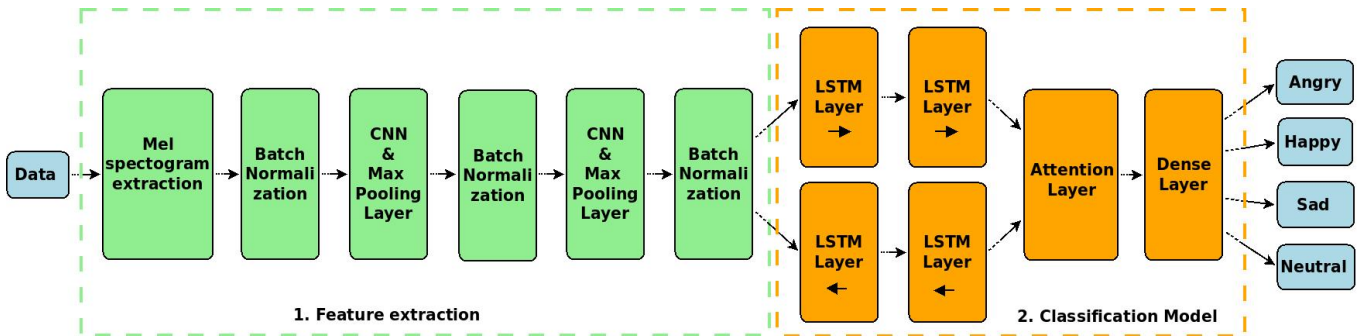 Data
Mel
spectogram
extraction
Batch
Normali
zation
CNN
&
Max
Pooling
Layer
Batch
Normali
zation
CNN
&
Max
Pooling
Layer
Batch
Normali
zation
1. Feature extraction
LSTM
Layer
LSTM
Layer
LSTM
Layer
LSTM
Layer
Attention
Layer
Dense
Layer
2. Classification Model
Angry
Happy
Sad
Neutral